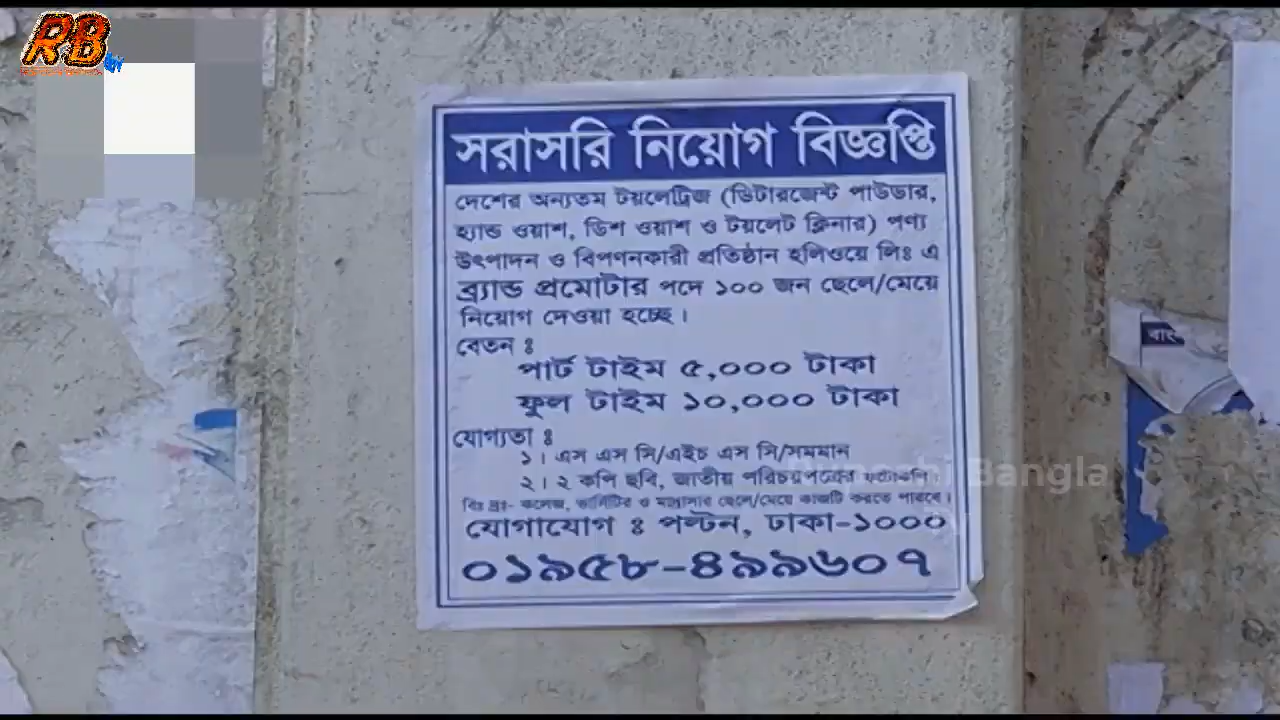 RB
সরাসরি নিয়োগ বিজ্ঞপ্তি
দেশের অন্যতম টয়লেট্রিজ (ডিটারজেন্ট পাউডার,
হ্যান্ড ওয়াশ, ডিশ ওয়াশ ও টয়লেট ক্লিনার) পণ্য
উৎপাদন ও বিপণনকারী প্রতিষ্ঠান হলিওয়ে লিঃ এ
ব্র্যান্ড প্রমোটার পদে ১০০ জন ছেলে/মেয়ে
নিয়োগ দেওয়া হচ্ছে।
বেতন ঃ
পার্ট টাইম ৫,০০০ টাকা
ফুল টাইম ১০,০০০ টাকা
যোগ্যতা ঃ
১। এস এস সি/এইচ এস সি/সমমান
২। ২ কপি ছবি, জাতীয় পরিচয়পত্রের ফটোকপি।
বিঃ দ্রঃ- কলেজ, ভার্সিটির ও মাদ্রাসার ছেলে/মেয়ে কাজটি করতে পারবে।
যোগাযোগ ঃ পল্টন, ঢাকা-১০০০
০১৯৫৮-৪৯৯৬০৭
Bangla